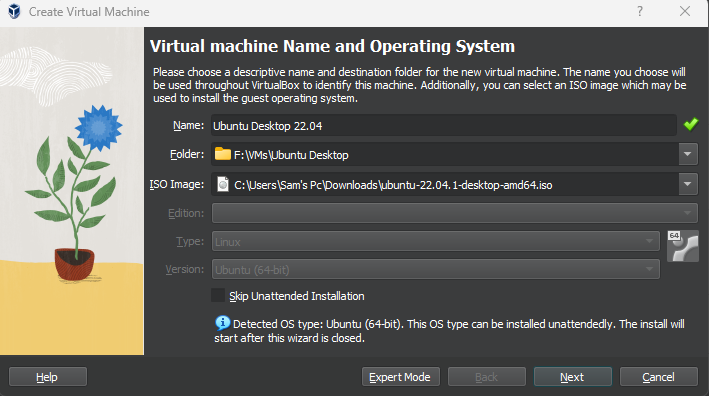 Create Virtual Machine
Virtual machine Name and Operating System
Please choose a descriptive name and destination folder for the new virtual machine. The name you choose will
be used throughout VirtualBox to identify this machine. Additionally, you can select an ISO image which may be
used to install the guest operating system.
Name: Ubuntu Desktop 22.04
Folder: F:\VMs\Ubuntu Desktop
ISO Image: C:\Users\Sam's Pc\Downloads\ubuntu-22.04.1-desktop-amd64.iso
Edition:
Type: Linux
64
Version: Ubuntu (64-bit)
Skip Unattended Installation
Detected OS type: Ubuntu (64-bit). This OS type can be installed unattendedly. The install will
start after this wizard is closed.
Help Expert Mode Back Next Cancel